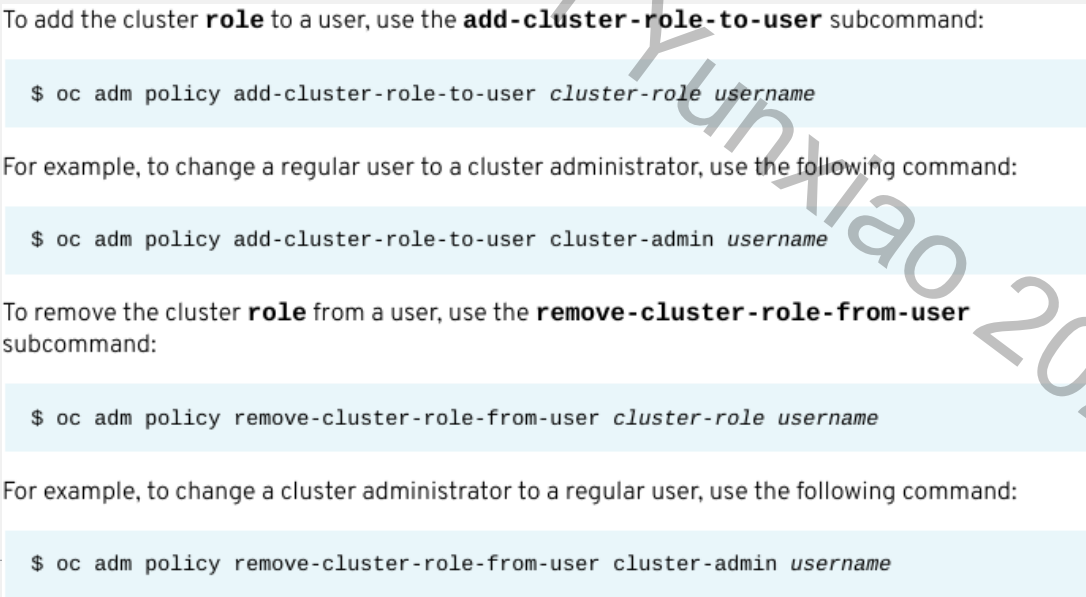 To add the cluster role to a user, use the add-cluster-role-to-user subcommand:
$ oc adm policy add-cluster-role-to-user cluster-role username
For example, to change a regular user to a cluster administrator, use the following command:
$ oc adm policy add-cluster-role-to-user cluster-admin username
To remove the cluster role from a user, use the remove-cluster-role-from-user
subcommand:
$ oc adm policy remove-cluster-role-from-user cluster-role username
For example, to change a cluster administrator to a regular user, use the following command:
$ oc adm policy remove-cluster-role-from-user cluster-admin username
Yunxiao 20